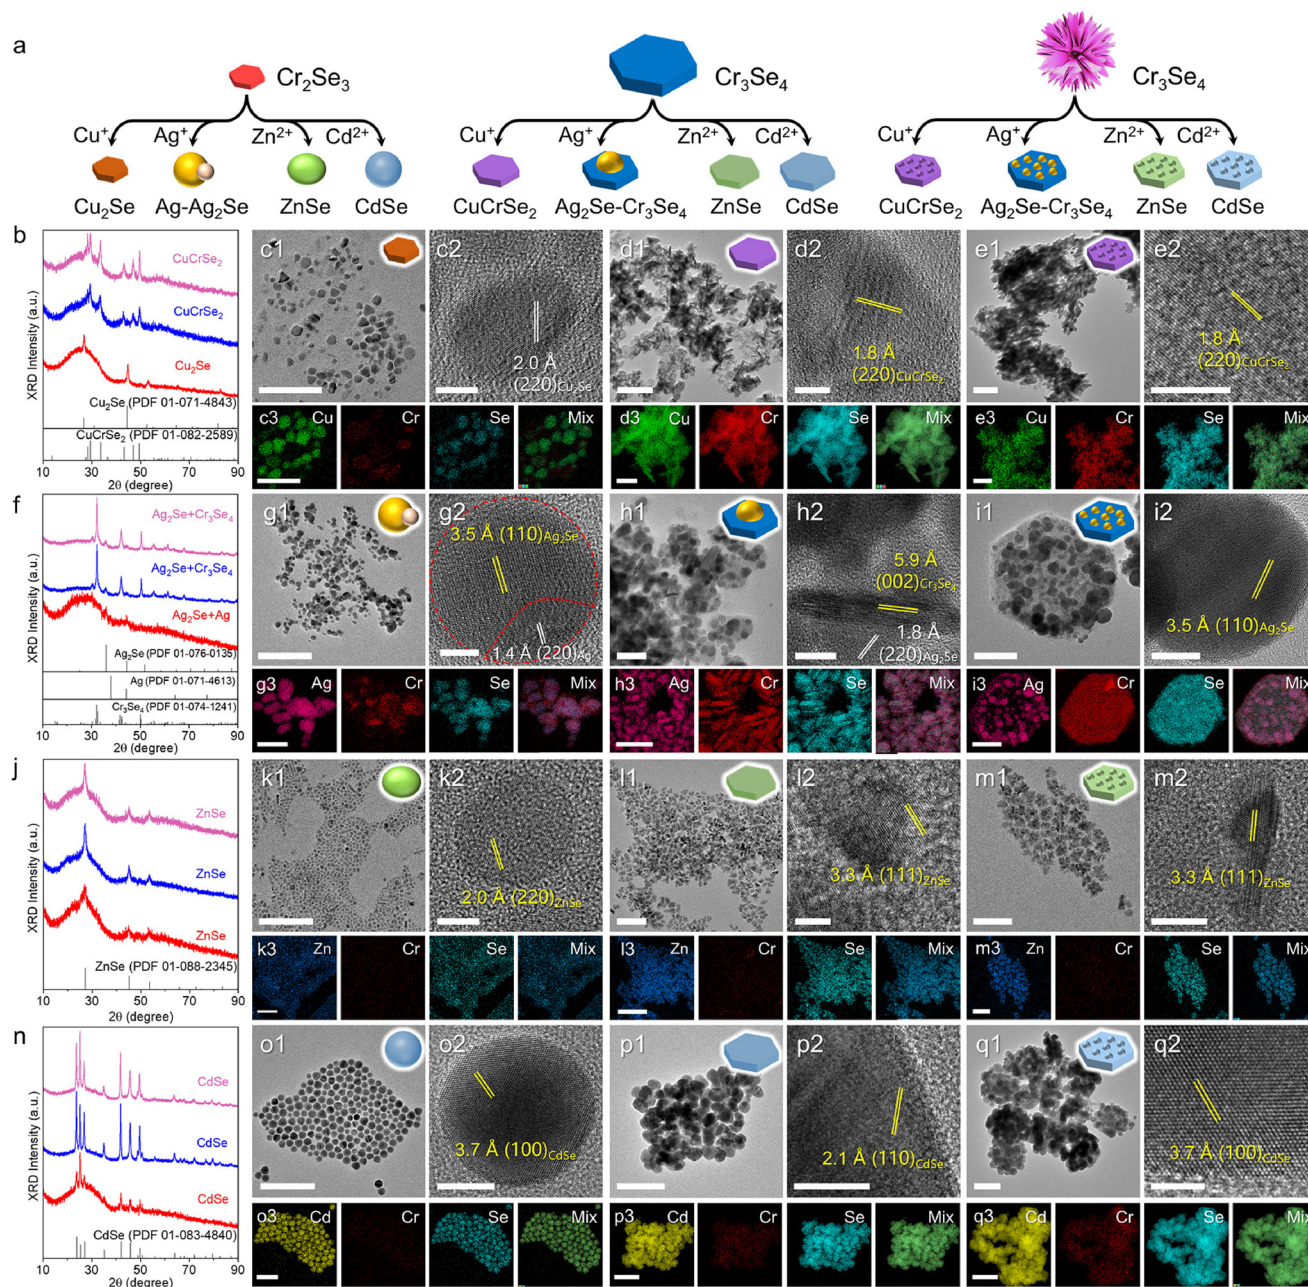 a
Cr₂Se₃ Cr₃Se₄ Cr₃Se₄
Cu⁺ Ag⁺ Zn²⁺ Cd²⁺ Cu⁺ Ag⁺ Zn²⁺ Cd²⁺ Cu⁺ Ag⁺ Zn²⁺ Cd²⁺
Cu₂Se Ag-Ag₂Se ZnSe CdSe CuCrSe₂ Ag₂Se-Cr₃Se₄ ZnSe CdSe CuCrSe₂ Ag₂Se-Cr₃Se₄ ZnSe CdSe
b
XRD Intensity (a.u.)
CuCrSe₂
CuCrSe₂
Cu₂Se
Cu₂Se (PDF 01-071-4843)
CuCrSe₂ (PDF 01-082-2589)
10 30 50 70 90
2θ (degree)
c1
c2
2.0 Å
(220)Cu₂Se
d1
d2
1.8 Å
(220)CuCrSe₂
e1
e2
1.8 Å
(220)CuCrSe₂
c3 Cu Cr Se Mix
d3 Cu Cr Se Mix
e3 Cu Cr Se Mix
f
XRD Intensity (a.u.)
Ag₂Se+Cr₃Se₄
Ag₂Se+Cr₃Se₄
Ag₂Se+Ag
Ag₂Se (PDF 01-076-0135)
Ag (PDF 01-071-4613)
Cr₃Se₄ (PDF 01-074-1241)
10 30 50 70 90
2θ (degree)
g1
g2
3.5 Å (110)Ag₂Se
1.4 Å (220)Ag
h1
h2
5.9 Å
(002)Cr₃Se₄
1.8 Å
(220)Ag₂Se
i1
i2
3.5 Å (110)Ag₂Se
g3 Ag Cr Se Mix
h3 Ag Cr Se Mix
i3 Ag Cr Se Mix
j
XRD Intensity (a.u.)
ZnSe
ZnSe
ZnSe
ZnSe (PDF 01-088-2345)
10 30 50 70 90
2θ (degree)
k1
k2
2.0 Å (220)ZnSe
l1
l2
3.3 Å (111)ZnSe
m1
m2
3.3 Å (111)ZnSe
k3 Zn Cr Se Mix
l3 Zn Cr Se Mix
m3 Zn Cr Se Mix
n
XRD Intensity (a.u.)
CdSe
CdSe
CdSe
CdSe (PDF 01-083-4840)
10 30 50 70 90
2θ (degree)
o1
o2
3.7 Å (100)CdSe
p1
p2
2.1 Å (110)CdSe
q1
q2
3.7 Å (100)CdSe
o3 Cd Cr Se Mix
p3 Cd Cr Se Mix
q3 Cd Cr Se Mix